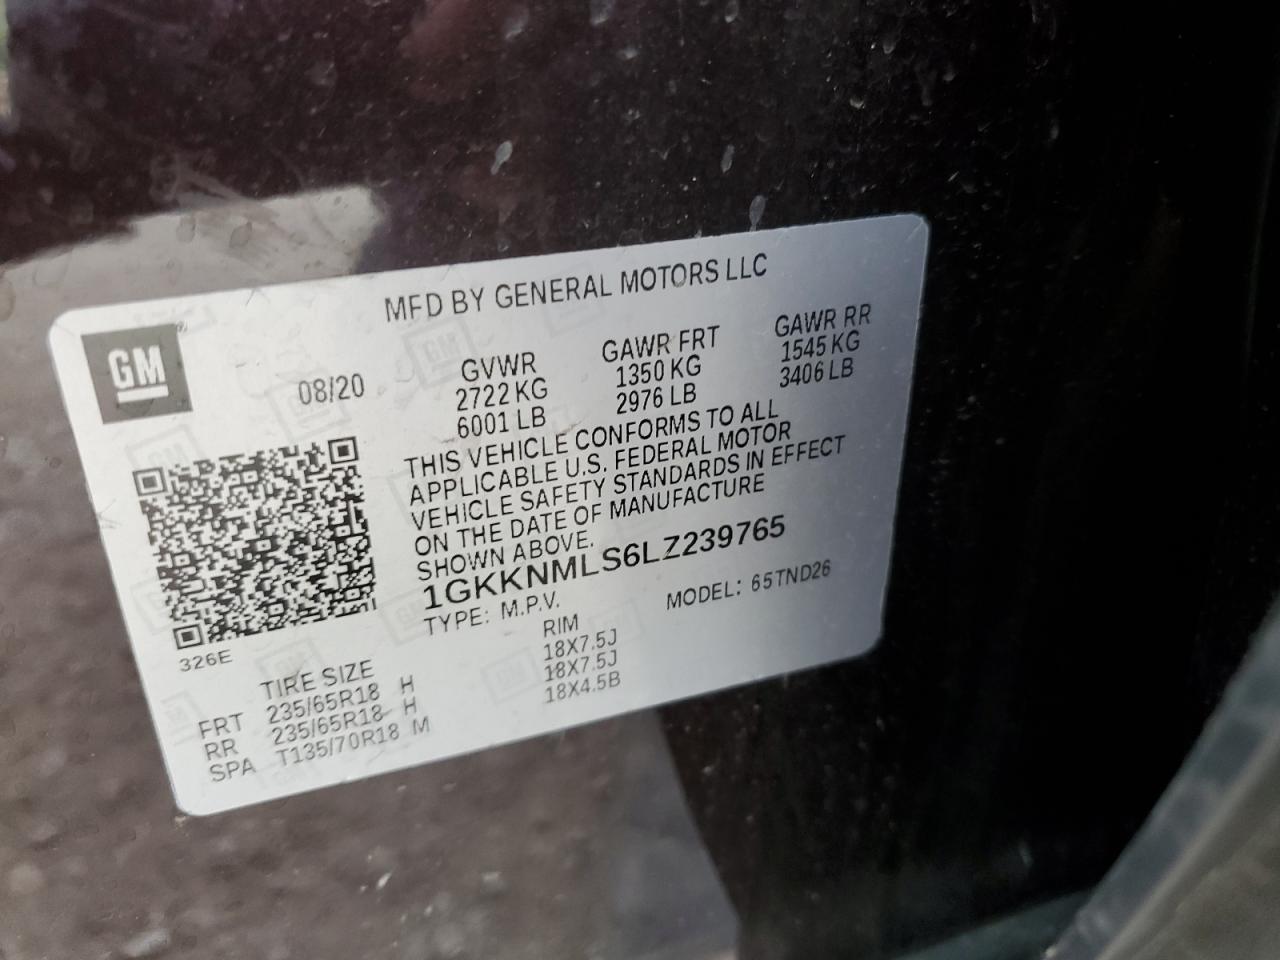 MFD BY GENERAL MOTORS LLC
GM
08/20
GVWR GAWR FRT GAWR RR
2722 KG 1350 KG 1545 KG
6001 LB 2976 LB 3406 LB
THIS VEHICLE CONFORMS TO ALL
APPLICABLE U.S. FEDERAL MOTOR
VEHICLE SAFETY STANDARDS IN EFFECT
ON THE DATE OF MANUFACTURE
SHOWN ABOVE.
1GKKNMLS6LZ239765
TYPE: M.P.V. MODEL: 65TND26
326E
TIRE SIZE RIM
FRT 235/65R18 H 18X7.5J
RR 235/65R18 H 18X7.5J
SPA T135/70R18 M 18X4.5B